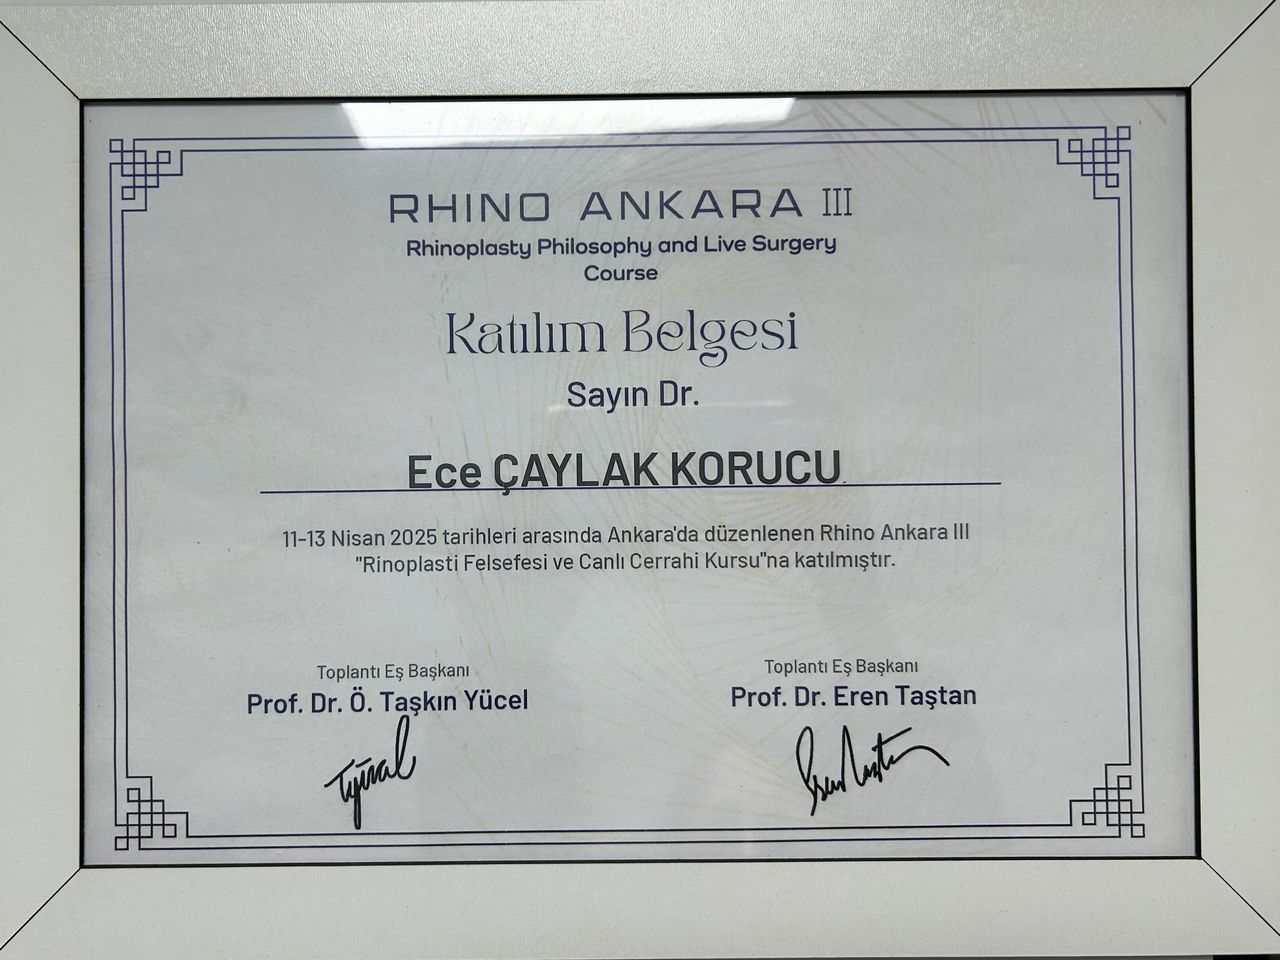 RHINO ANKARA III
Rhinoplasty Philosophy and Live Surgery
Course
Katılım Belgesi
Sayın Dr.
Ece ÇAYLAK KORUCU
11-13 Nisan 2025 tarihleri arasında Ankara'da düzenlenen Rhino Ankara III
"Rinoplasti Felsefesi ve Canlı Cerrahi Kursu"na katılmıştır.
Toplantı Eş Başkanı
Prof. Dr. Ö. Taşkın Yücel
Toplantı Eş Başkanı
Prof. Dr. Eren Taştan